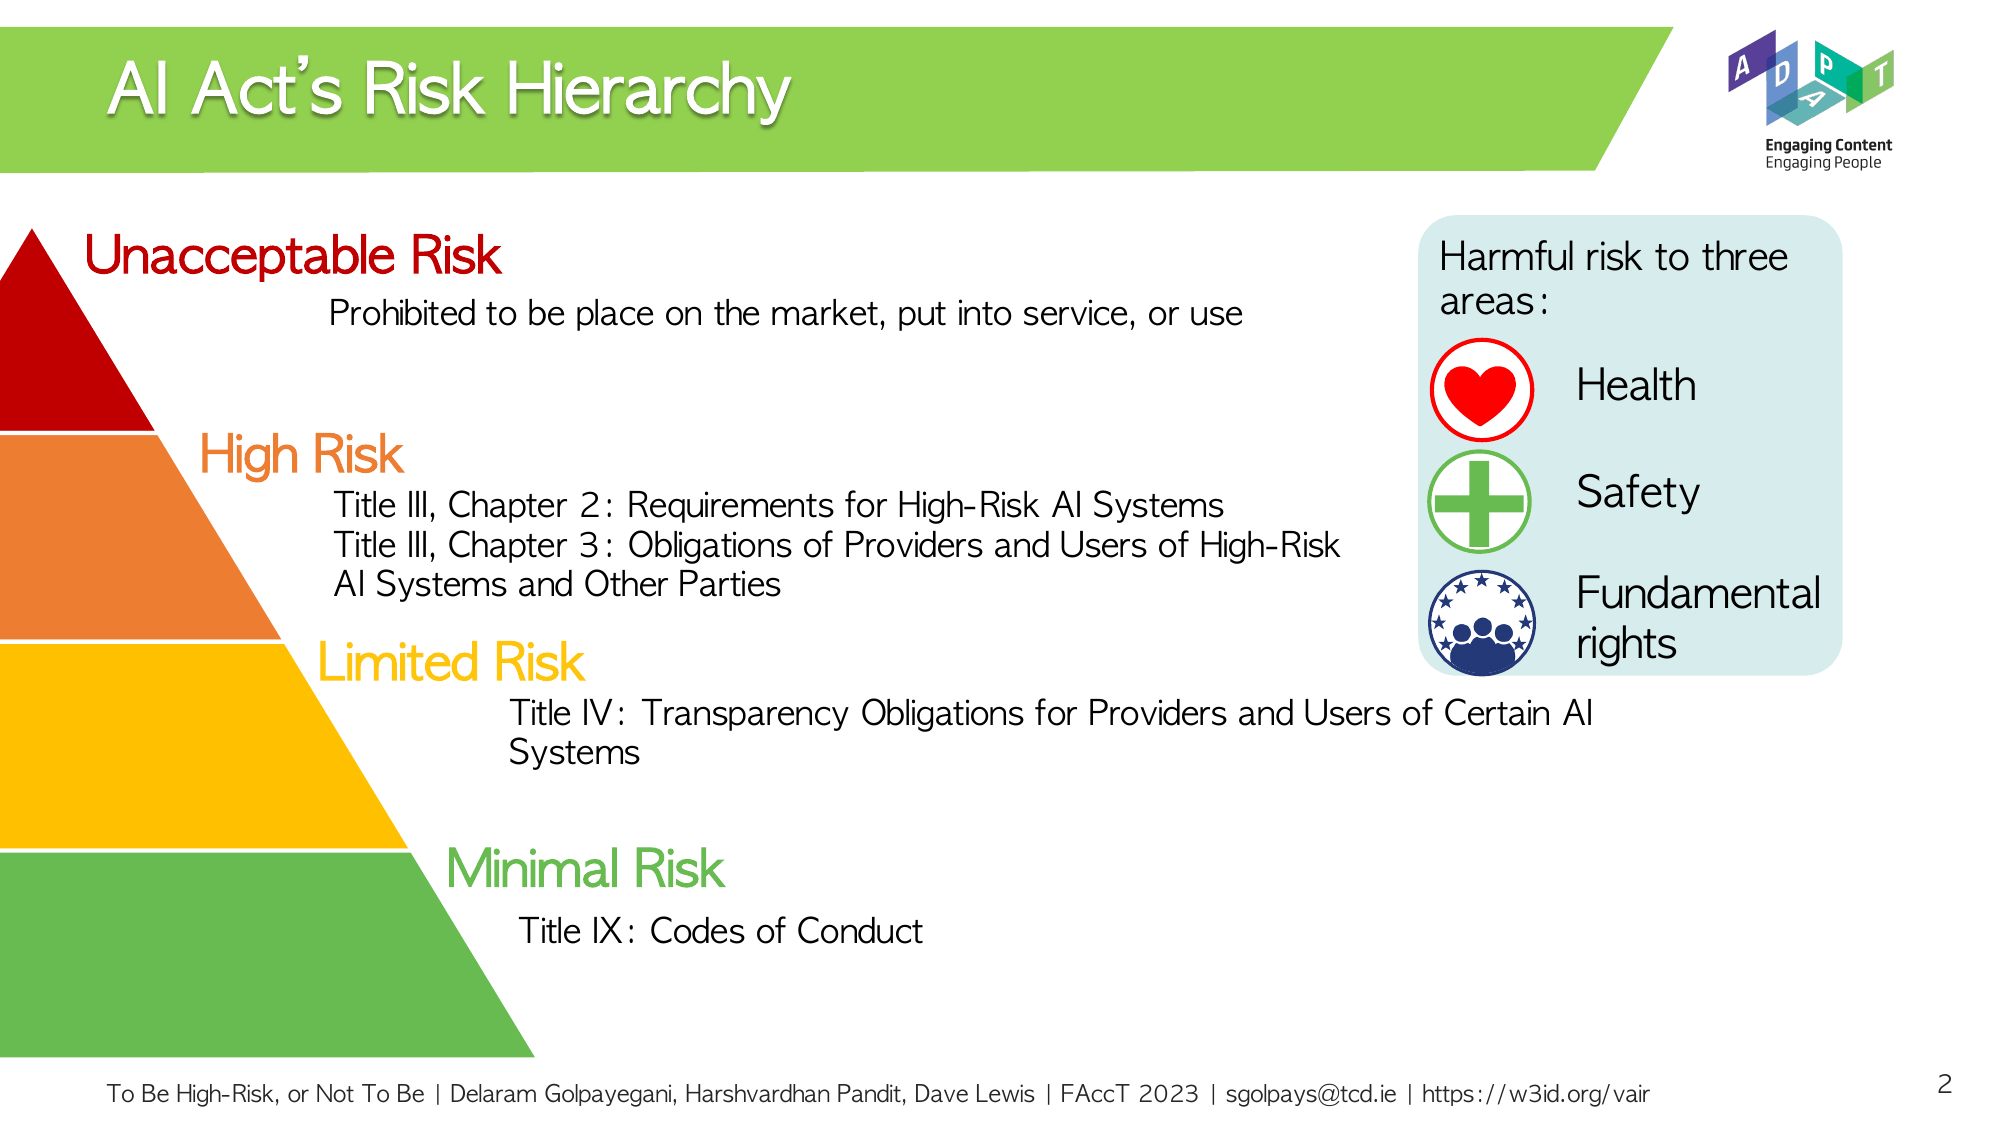 AI Act's Risk Hierarchy
A D A P T
Engaging Content
Engaging People
Unacceptable Risk
Prohibited to be place on the market, put into service, or use
High Risk
Title III, Chapter 2: Requirements for High-Risk AI Systems
Title III, Chapter 3: Obligations of Providers and Users of High-Risk
AI Systems and Other Parties
Limited Risk
Title IV: Transparency Obligations for Providers and Users of Certain AI
Systems
Minimal Risk
Title IX: Codes of Conduct
Harmful risk to three
areas:
Health
Safety
Fundamental
rights
To Be High-Risk, or Not To Be | Delaram Golpayegani, Harshvardhan Pandit, Dave Lewis | FAccT 2023 | sgolpays@tcd.ie | https://w3id.org/vair
2